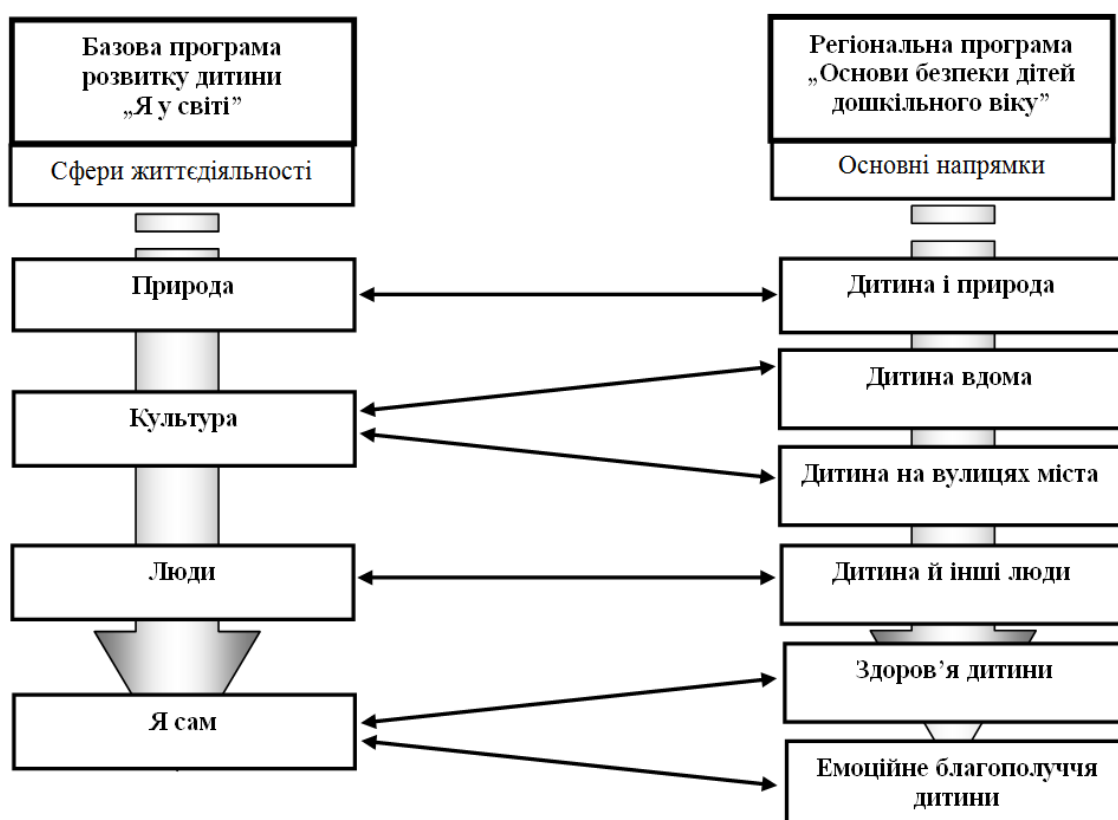 Базова програма
розвитку дитини
„Я у світі”
Сфери життєдіяльності
Природа
Культура
Люди
Я сам
Регіональна програма
„Основи безпеки дітей
дошкільного віку”
Основні напрямки
Дитина і природа
Дитина вдома
Дитина на вулицях міста
Дитина й інші люди
Здоров’я дитини
Емоційне благополуччя
дитини